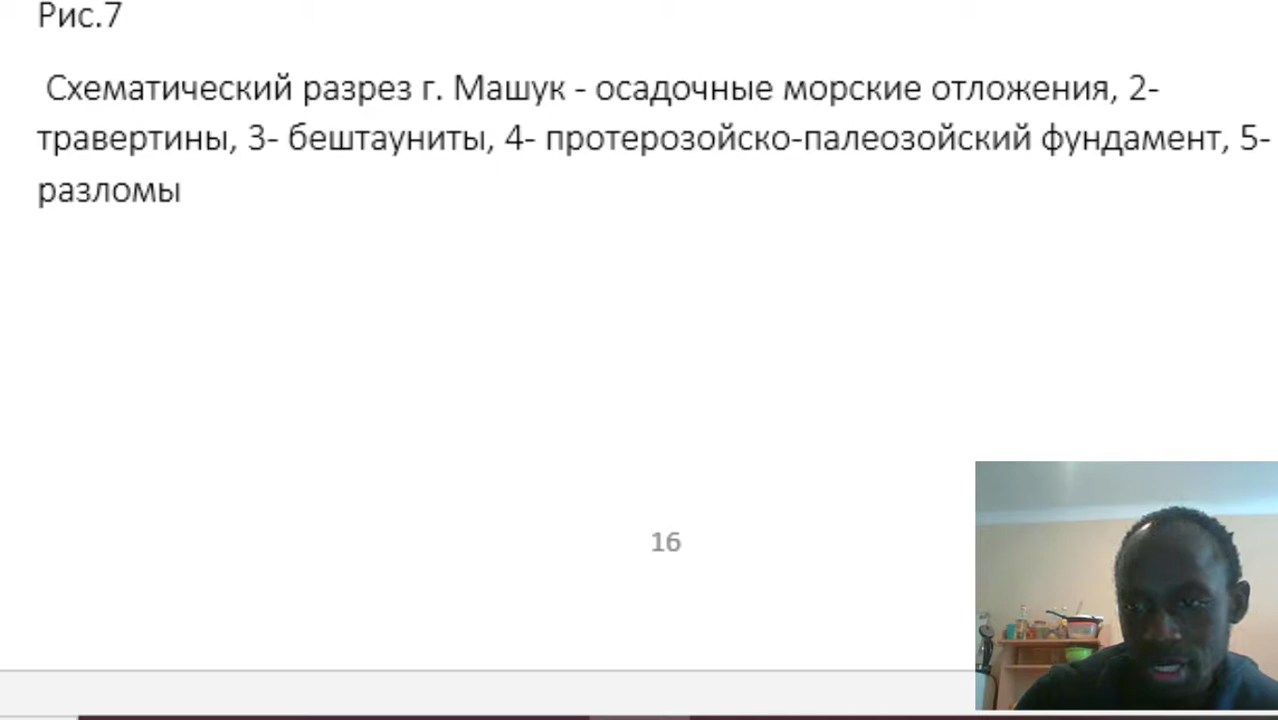 Рис.7
Схематический разрез г. Машук - осадочные морские отложения, 2-
травертины, 3- бештауниты, 4- протерозойско-палеозойский фундамент, 5-
разломы
16